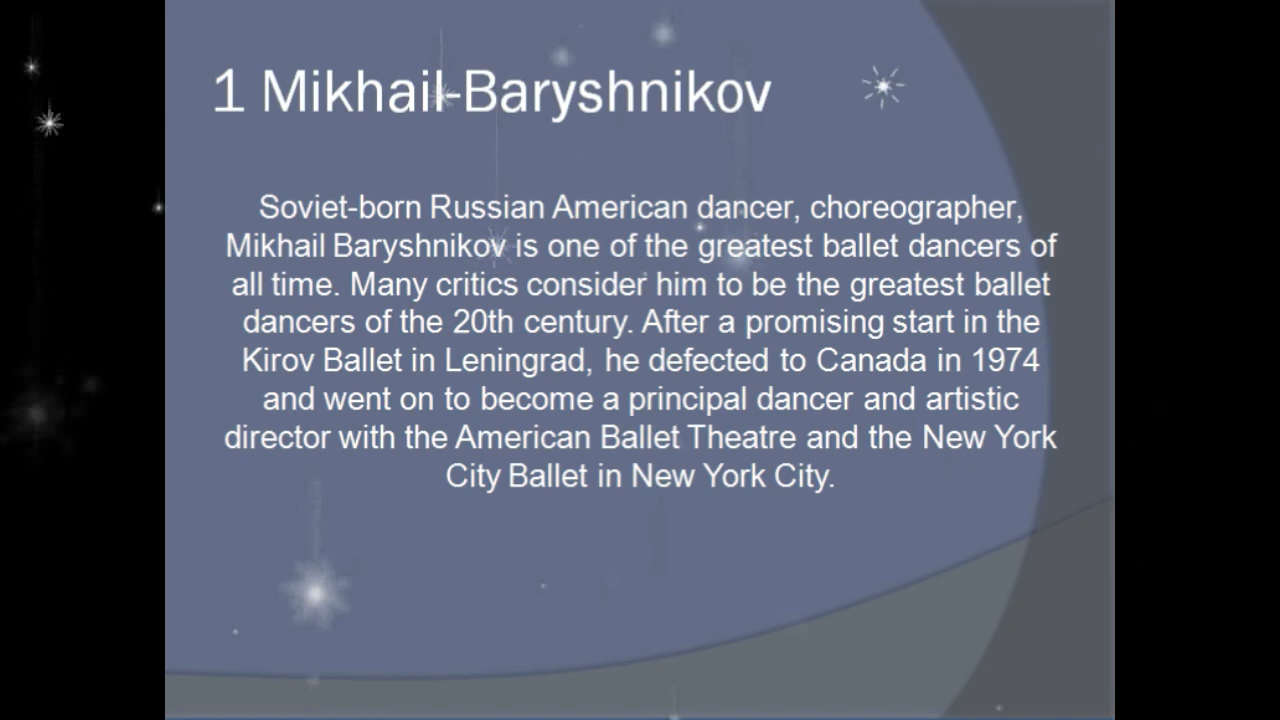 1 Mikhail-Baryshnikov
Soviet-born Russian American dancer, choreographer,
Mikhail Baryshnikov is one of the greatest ballet dancers of
all time. Many critics consider him to be the greatest ballet
dancers of the 20th century. After a promising start in the
Kirov Ballet in Leningrad, he defected to Canada in 1974
and went on to become a principal dancer and artistic
director with the American Ballet Theatre and the New York
City Ballet in New York City.